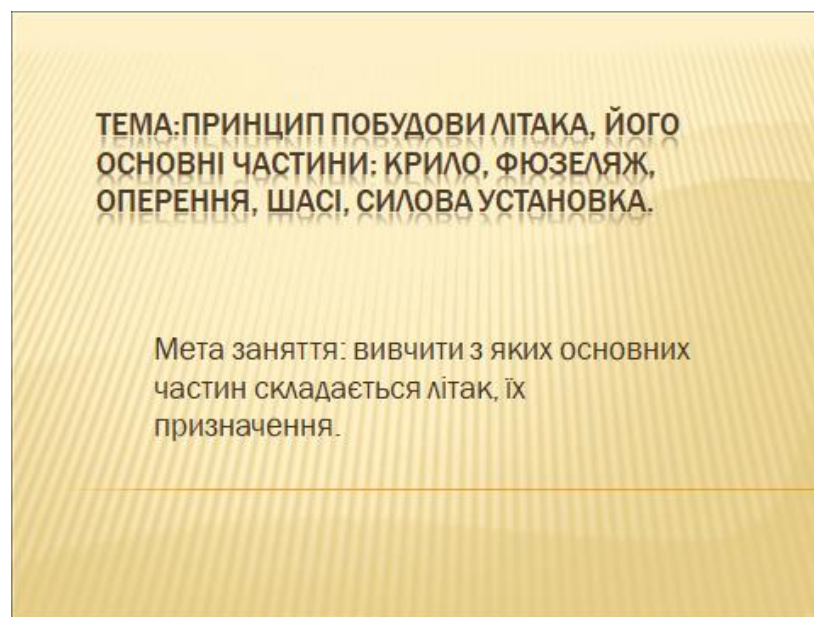 ТЕМА:ПРИНЦИП ПОБУДОВИ ЛІТАКА, ЙОГО
ОСНОВНІ ЧАСТИНИ: КРИЛО, ФЮЗЕЛЯЖ,
ОПЕРЕННЯ, ШАСІ, СИЛОВА УСТАНОВКА.
Мета заняття: вивчити з яких основних
частин складається літак, їх
призначення.